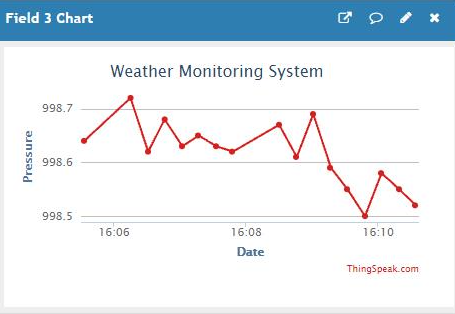 Field 3 Chart
Weather Monitoring System
998.7
998.6
998.5
Pressure
16:06 16:08 16:10
Date
ThingSpeak.com